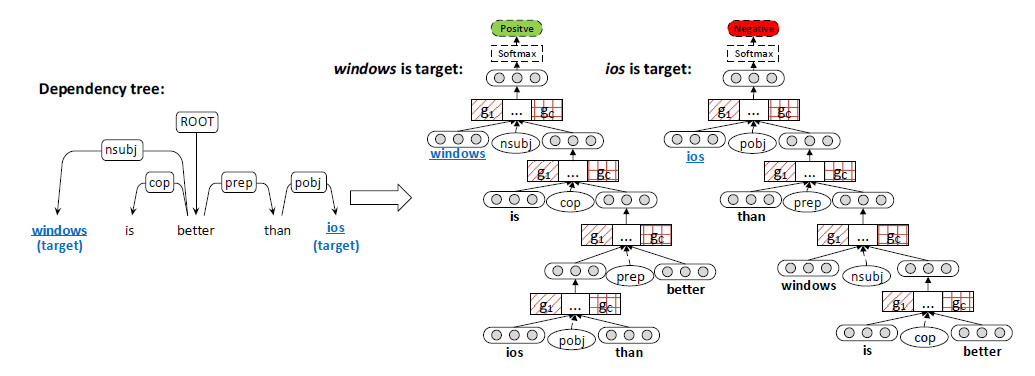 Dependency tree:
ROOT
nsubj
cop
prep
pobj
windows
(target)
is
better
than
ios
(target)
windows is target:
Positve
Softmax
g1 ... gC
windows
nsubj
g1 ... gC
is
cop
g1 ... gC
prep
better
g1 ... gC
ios
pobj
than
ios is target:
Negative
Softmax
g1 ... gC
ios
pobj
g1 ... gC
than
prep
g1 ... gC
windows
nsubj
g1 ... gC
is
cop
better